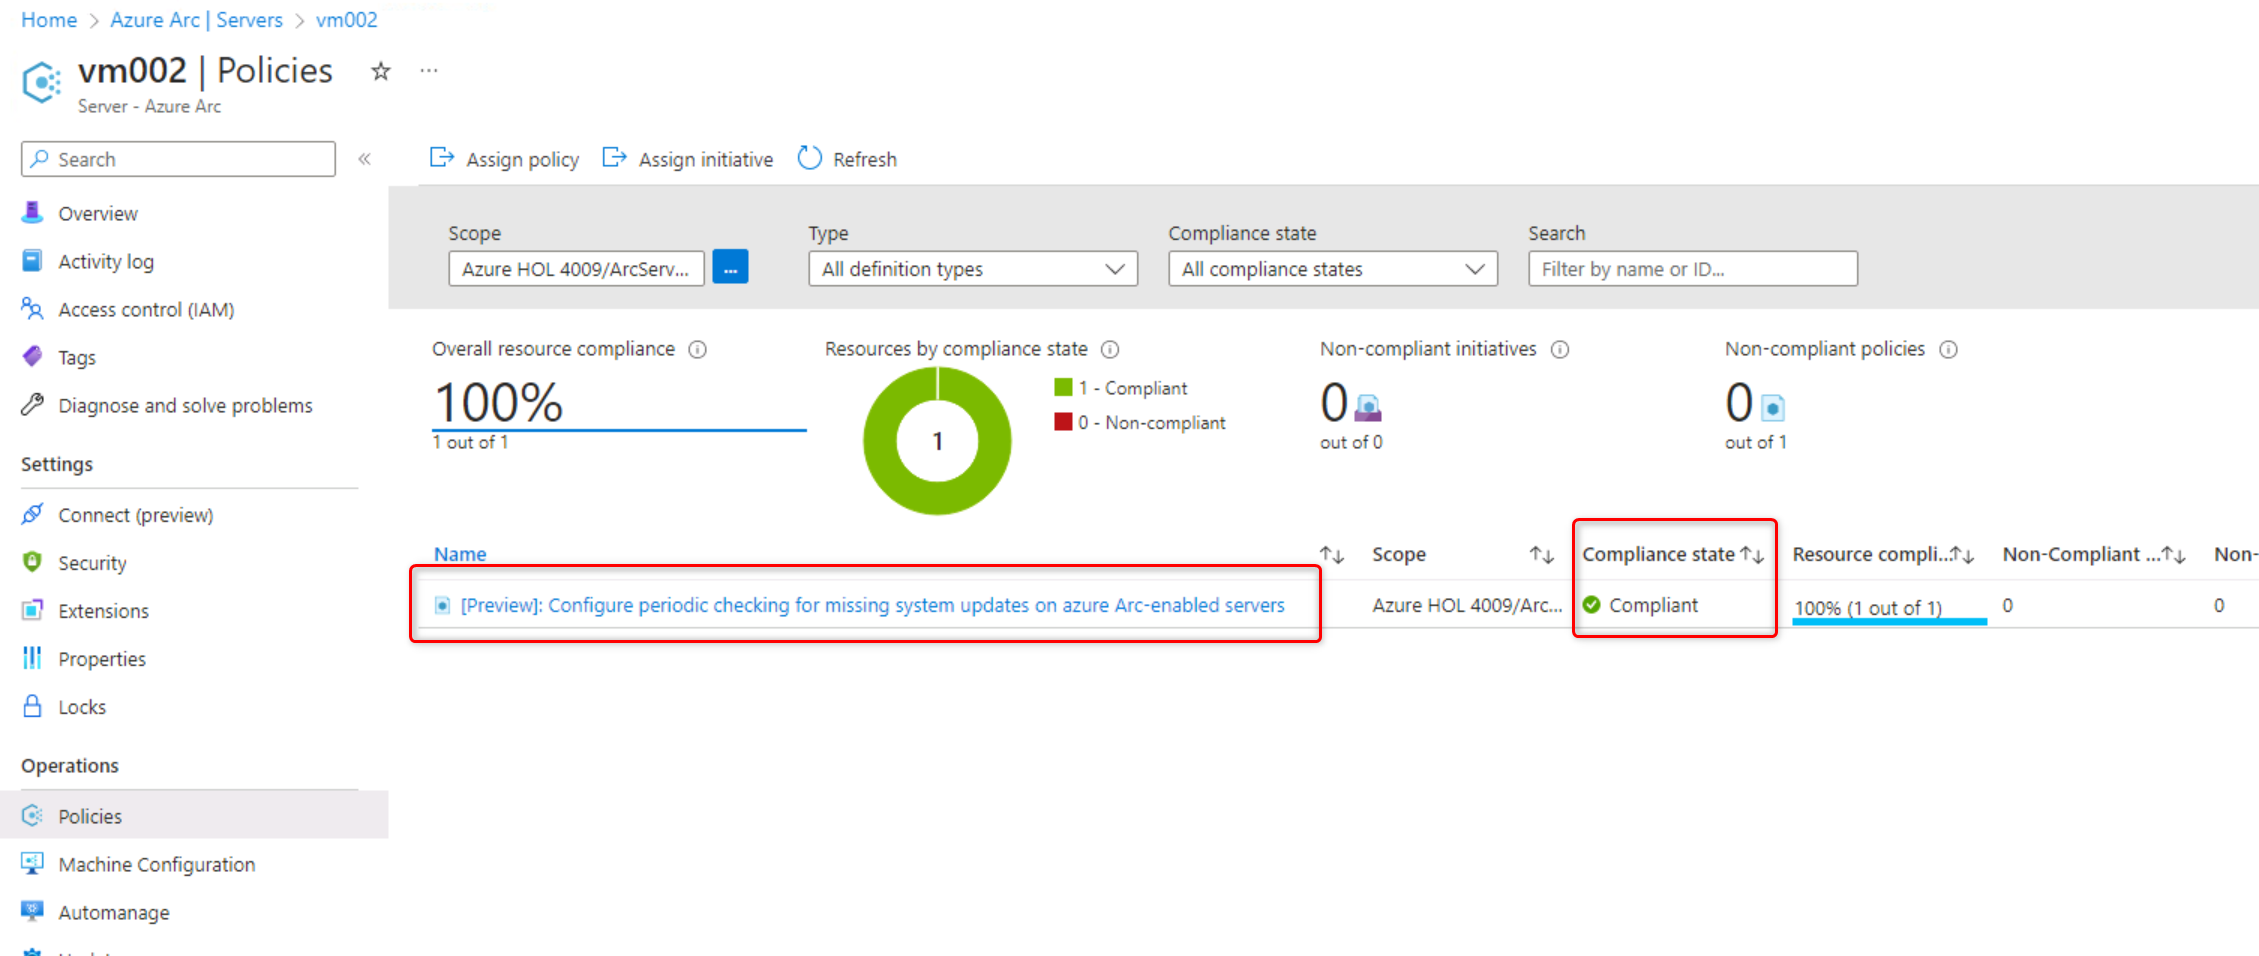 Home > Azure Arc | Servers > vm002
vm002 | Policies
...
Server - Azure Arc
Search
«
Overview
Activity log
Access control (IAM)
Tags
Diagnose and solve problems
Settings
Connect (preview)
Security
Extensions
Properties
Locks
Operations
Policies
Machine Configuration
Automanage
Assign policy Assign initiative Refresh
Scope Type Compliance state Search
Azure HOL 4009/ArcServ... ... All definition types All compliance states Filter by name or ID...
Overall resource compliance
100%
1 out of 1
Resources by compliance state
1
1 - Compliant
0 - Non-compliant
Non-compliant initiatives
0
out of 0
Non-compliant policies
0
out of 1
Name Scope Compliance state Resource compli... Non-Compliant ... Non-
[Preview]: Configure periodic checking for missing system updates on azure Arc-enabled servers Azure HOL 4009/Arc... Compliant 100% (1 out of 1) 0 0